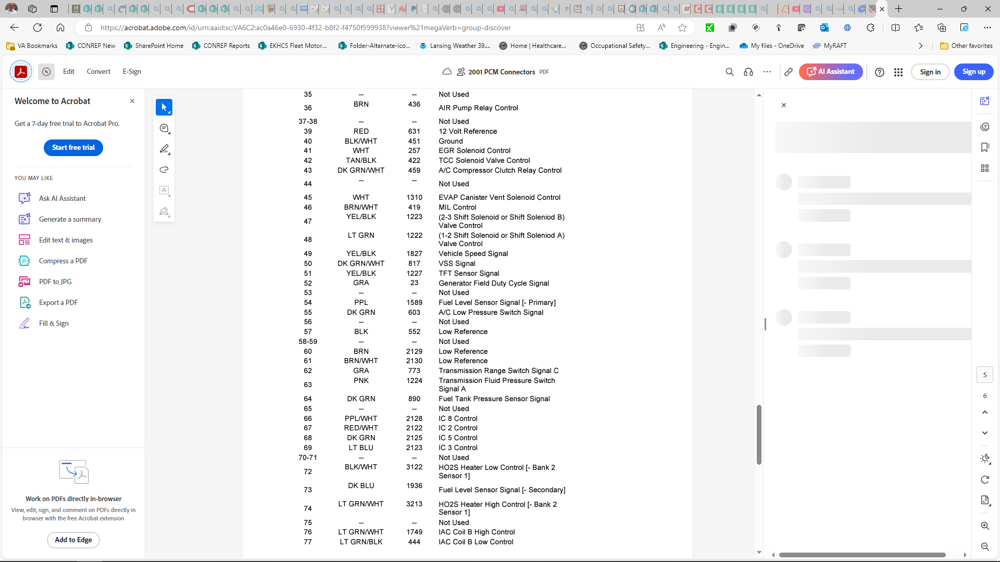 https://acrobat.adobe.com/id/urn:aaid:sc:VA6C2:ac0a46e0-6930-4f32-b8f2-f4750f599938?viewer%21megaVerb=group-discover
VA Bookmarks CONREP New SharePoint Home CONREP Reports EKHCS Fleet Motor... Folder-Alternate-ico... Lansing Weather 39.... Home | Healthcare... Occupational Safety... Engineering - Engin... My files - OneDrive MyRAFT Other favorites
Edit Convert E-Sign 2001 PCM Connectors PDF AI Assistant Sign in Sign up
Welcome to Acrobat
Get a 7-day free trial to Acrobat Pro.
Start free trial
YOU MAY LIKE
Ask AI Assistant
Generate a summary
Edit text & images
Compress a PDF
PDF to JPG
Export a PDF
Fill & Sign
Work on PDFs directly in-browser
View, edit, sign, and comment on PDFs directly in
browser with the free Acrobat extension
Add to Edge
35 -- -- Not Used
36 BRN 436 AIR Pump Relay Control
37-38 -- -- Not Used
39 RED 631 12 Volt Reference
40 BLK/WHT 451 Ground
41 WHT 257 EGR Solenoid Control
42 TAN/BLK 422 TCC Solenoid Valve Control
43 DK GRN/WHT 459 A/C Compressor Clutch Relay Control
44 -- -- Not Used
45 WHT 1310 EVAP Canister Vent Solenoid Control
46 BRN/WHT 419 MIL Control
47 YEL/BLK 1223 (2-3 Shift Solenoid or Shift Soleniod B)
Valve Control
48 LT GRN 1222 (1-2 Shift Solenoid or Shift Soleniod A)
Valve Control
49 YEL/BLK 1827 Vehicle Speed Signal
50 DK GRN/WHT 817 VSS Signal
51 YEL/BLK 1227 TFT Sensor Signal
52 GRA 23 Generator Field Duty Cycle Signal
53 -- -- Not Used
54 PPL 1589 Fuel Level Sensor Signal [- Primary]
55 DK GRN 603 A/C Low Pressure Switch Signal
56 -- -- Not Used
57 BLK 552 Low Reference
58-59 -- -- Not Used
60 BRN 2129 Low Reference
61 BRN/WHT 2130 Low Reference
62 GRA 773 Transmission Range Switch Signal C
63 PNK 1224 Transmission Fluid Pressure Switch
Signal A
64 DK GRN 890 Fuel Tank Pressure Sensor Signal
65 -- -- Not Used
66 PPL/WHT 2128 IC 8 Control
67 RED/WHT 2122 IC 2 Control
68 DK GRN 2125 IC 5 Control
69 LT BLU 2123 IC 3 Control
70-71 -- -- Not Used
72 BLK/WHT 3122 HO2S Heater Low Control [- Bank 2
Sensor 1]
73 DK BLU 1936 Fuel Level Sensor Signal [- Secondary]
74 LT GRN/WHT 3213 HO2S Heater High Control [- Bank 2
Sensor 1]
75 -- -- Not Used
76 LT GRN/WHT 1749 IAC Coil B High Control
77 LT GRN/BLK 444 IAC Coil B Low Control
5
6